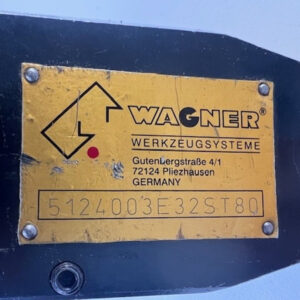 WAGNER®
WERKZEUGSYSTEME
Gutenbergstraße 4/1
72124 Pliezhausen
GERMANY
5124003E32ST80